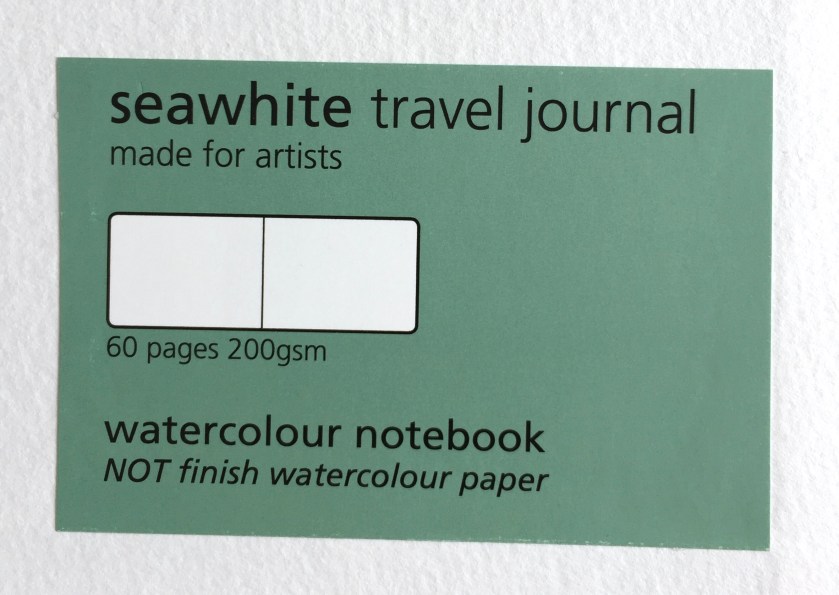 seawhite travel journal
made for artists
60 pages 200gsm
watercolour notebook
NOT finish watercolour paper